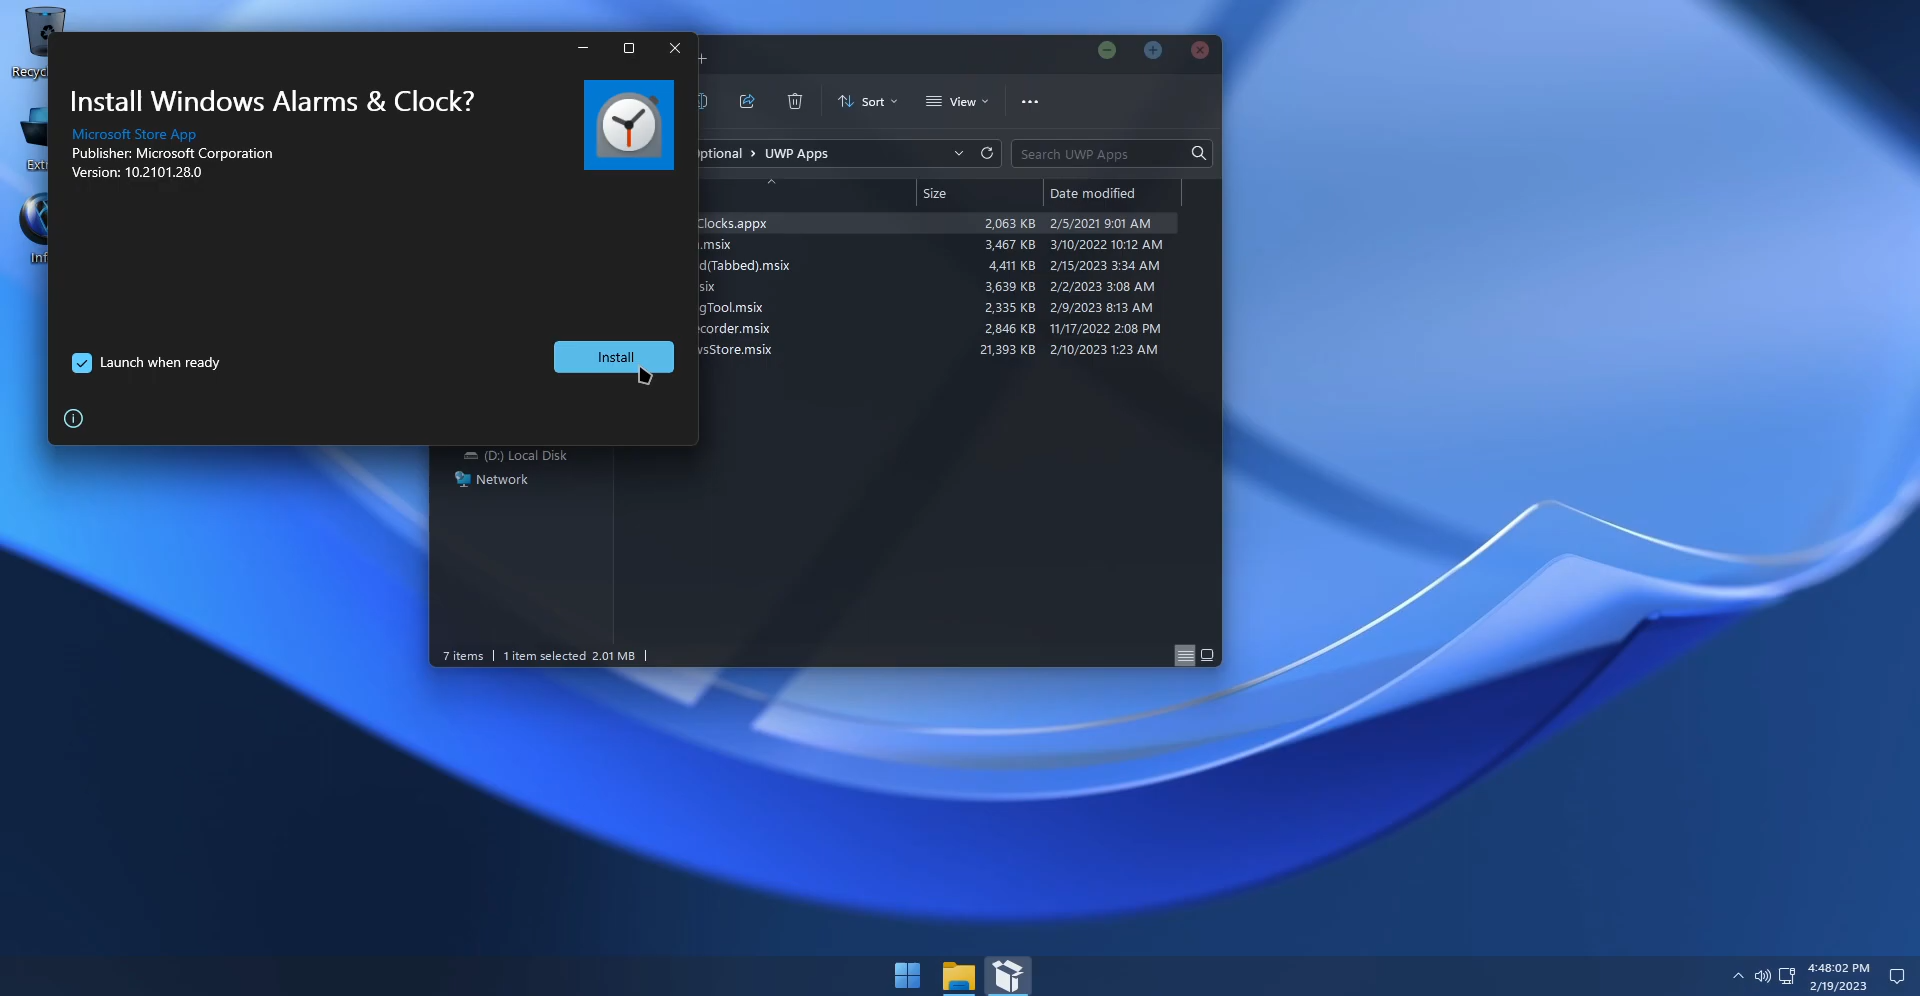 Recyc
Ext
Inf
Install Windows Alarms & Clock?
Microsoft Store App
Publisher: Microsoft Corporation
Version: 10.2101.28.0
Launch when ready
Install
Sort
View
ptional > UWP Apps
Search UWP Apps
Size Date modified
Clocks.appx 2,063 KB 2/5/2021 9:01 AM
.msix 3,467 KB 3/10/2022 10:12 AM
d(Tabbed).msix 4,411 KB 2/15/2023 3:34 AM
six 3,639 KB 2/2/2023 3:08 AM
gTool.msix 2,335 KB 2/9/2023 8:13 AM
corder.msix 2,846 KB 11/17/2022 2:08 PM
wsStore.msix 21,393 KB 2/10/2023 1:23 AM
(D:) Local Disk
Network
7 items | 1 item selected 2.01 MB |
4:48:02 PM
2/19/2023